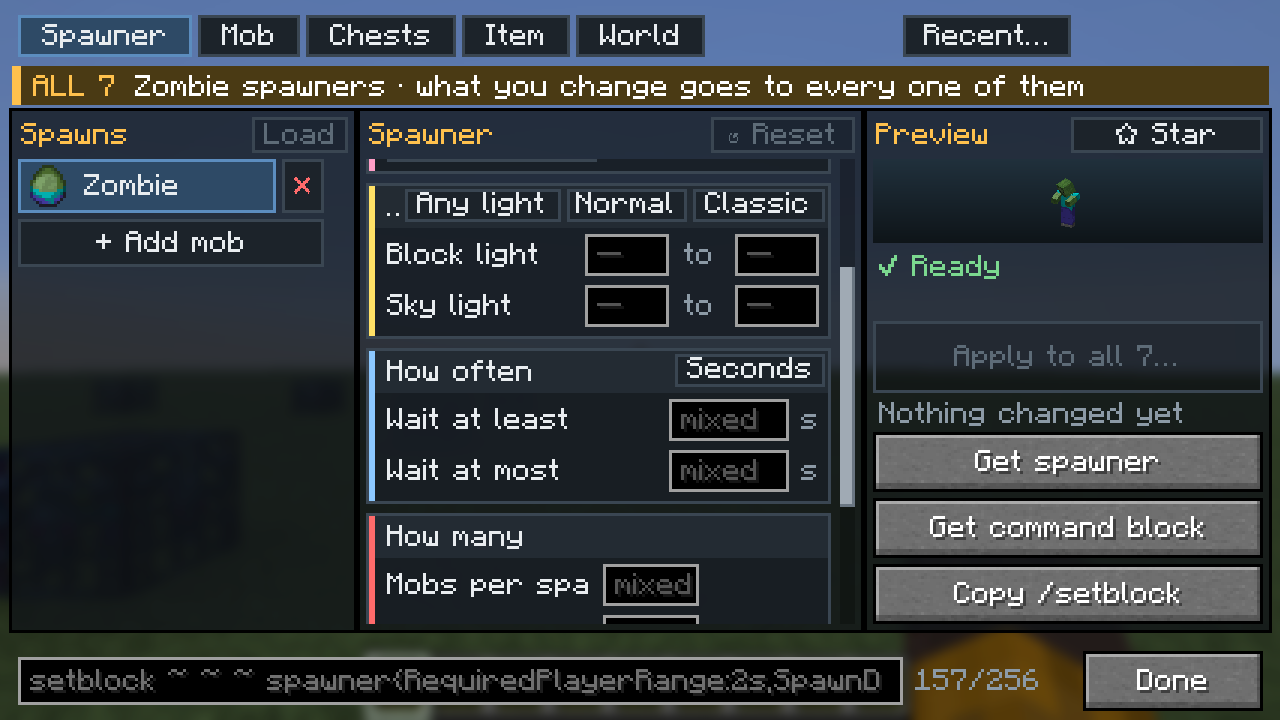 Spawner Mob Chests Item World Recent...
ALL 7 Zombie spawners · what you change goes to every one of them
Spawns Load
Zombie
+ Add mob
Spawner Reset
.. Any light Normal Classic
Block light — to —
Sky light — to —
How often Seconds
Wait at least mixed s
Wait at most mixed s
How many
Mobs per spa mixed
Preview ☆ Star
✓ Ready
Apply to all 7...
Nothing changed yet
Get spawner
Get command block
Copy /setblock
setblock ~ ~ ~ spawner{RequiredPlayerRange:2s,SpawnD 157/256 Done